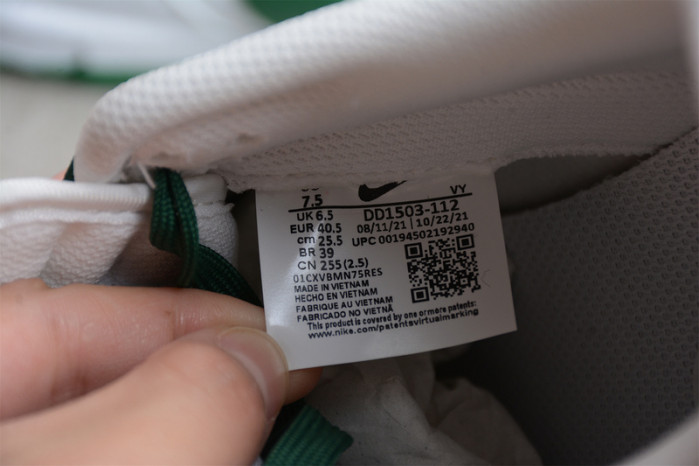 7.5 VY
UK 6.5 DD1503-112
EUR 40.5 08/11/21 | 10/22/21
cm 25.5 UPC 00194502192940
BR 39
CN 255 (2.5)
01CXVBMN75RES
MADE IN VIETNAM
HECHO EN VIETNAM
FABRIQUE AU VIETNAM
FABRICADO NO VIETNÃ
This product is covered by one or more patents:
www.nike.com/patentsvirtualmarking